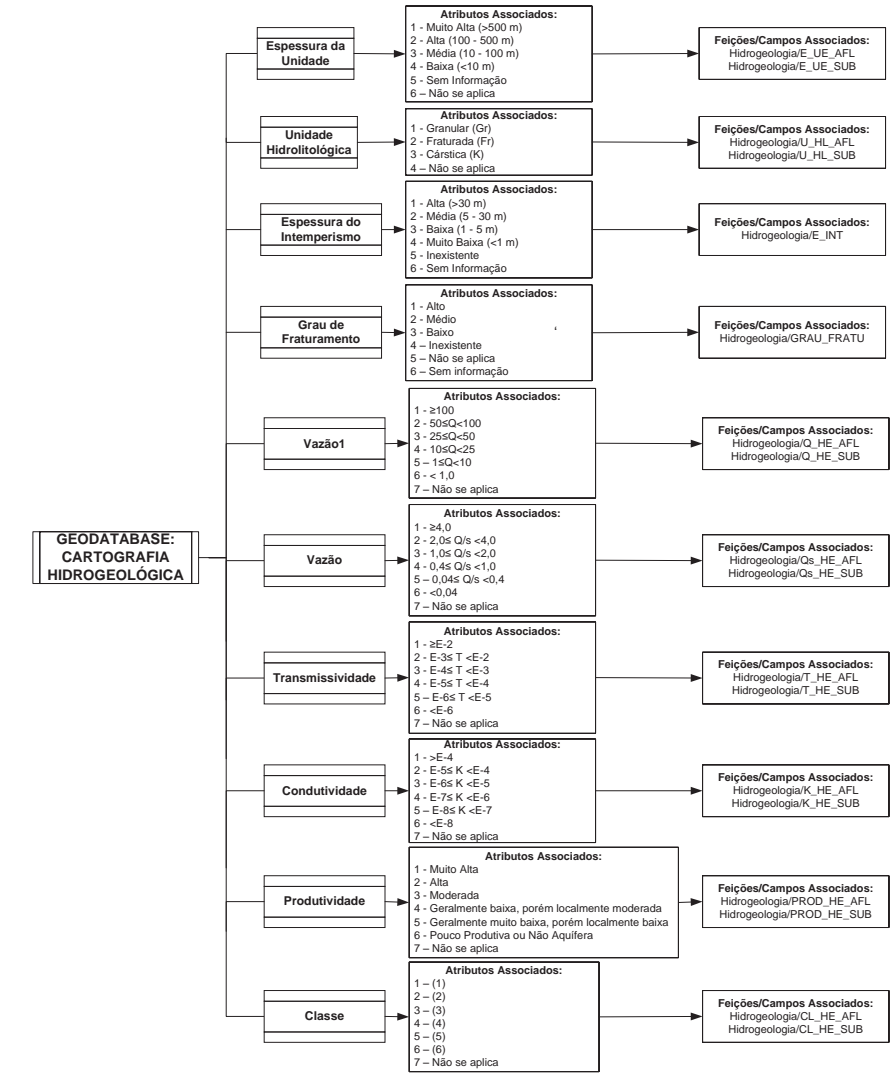 GEODATABASE:
CARTOGRAFIA
HIDROGEOLÓGICA
Espessura da
Unidade
Atributos Associados:
1 - Muito Alta (>500 m)
2 - Alta (100 - 500 m)
3 - Média (10 - 100 m)
4 - Baixa (<10 m)
5 - Sem Informação
6 – Não se aplica
Feições/Campos Associados:
Hidrogeologia/E_UE_AFL
Hidrogeologia/E_UE_SUB
Unidade
Hidrolitológica
Atributos Associados:
1 - Granular (Gr)
2 - Fraturada (Fr)
3 - Cárstica (K)
4 – Não se aplica
Feições/Campos Associados:
Hidrogeologia/U_HL_AFL
Hidrogeologia/U_HL_SUB
Espessura do
Intemperismo
Atributos Associados:
1 - Alta (>30 m)
2 - Média (5 - 30 m)
3 - Baixa (1 - 5 m)
4 - Muito Baixa (<1 m)
5 - Inexistente
6 - Sem Informação
Feições/Campos Associados:
Hidrogeologia/E_INT
Grau de
Fraturamento
Atributos Associados:
1 - Alto
2 - Médio
3 - Baixo ‘
4 – Inexistente
5 – Não se aplica
6 – Sem informação
Feições/Campos Associados:
Hidrogeologia/GRAU_FRATU
Vazão1
Atributos Associados:
1 - ≥100
2 - 50≤Q<100
3 - 25≤Q<50
4 - 10≤Q<25
5 – 1≤Q<10
6 - < 1,0
7 – Não se aplica
Feições/Campos Associados:
Hidrogeologia/Q_HE_AFL
Hidrogeologia/Q_HE_SUB
Vazão
Atributos Associados:
1 - ≥4,0
2 - 2,0≤ Q/s <4,0
3 - 1,0≤ Q/s <2,0
4 - 0,4≤ Q/s <1,0
5 – 0,04≤ Q/s <0,4
6 - <0,04
7 – Não se aplica
Feições/Campos Associados:
Hidrogeologia/Qs_HE_AFL
Hidrogeologia/Qs_HE_SUB
Transmissividade
Atributos Associados:
1 - ≥E-2
2 - E-3≤ T <E-2
3 - E-4≤ T <E-3
4 - E-5≤ T <E-4
5 – E-6≤ T <E-5
6 - <E-6
7 – Não se aplica
Feições/Campos Associados:
Hidrogeologia/T_HE_AFL
Hidrogeologia/T_HE_SUB
Condutividade
Atributos Associados:
1 - >E-4
2 - E-5≤ K <E-4
3 - E-6≤ K <E-5
4 - E-7≤ K <E-6
5 – E-8≤ K <E-7
6 - <E-8
7 – Não se aplica
Feições/Campos Associados:
Hidrogeologia/K_HE_AFL
Hidrogeologia/K_HE_SUB
Produtividade
Atributos Associados:
1 - Muito Alta
2 - Alta
3 - Moderada
4 - Geralmente baixa, porém localmente moderada
5 - Geralmente muito baixa, porém localmente baixa
6 - Pouco Produtiva ou Não Aquífera
7 – Não se aplica
Feições/Campos Associados:
Hidrogeologia/PROD_HE_AFL
Hidrogeologia/PROD_HE_SUB
Classe
Atributos Associados:
1 – (1)
2 – (2)
3 – (3)
4 – (4)
5 – (5)
6 – (6)
7 – Não se aplica
Feições/Campos Associados:
Hidrogeologia/CL_HE_AFL
Hidrogeologia/CL_HE_SUB